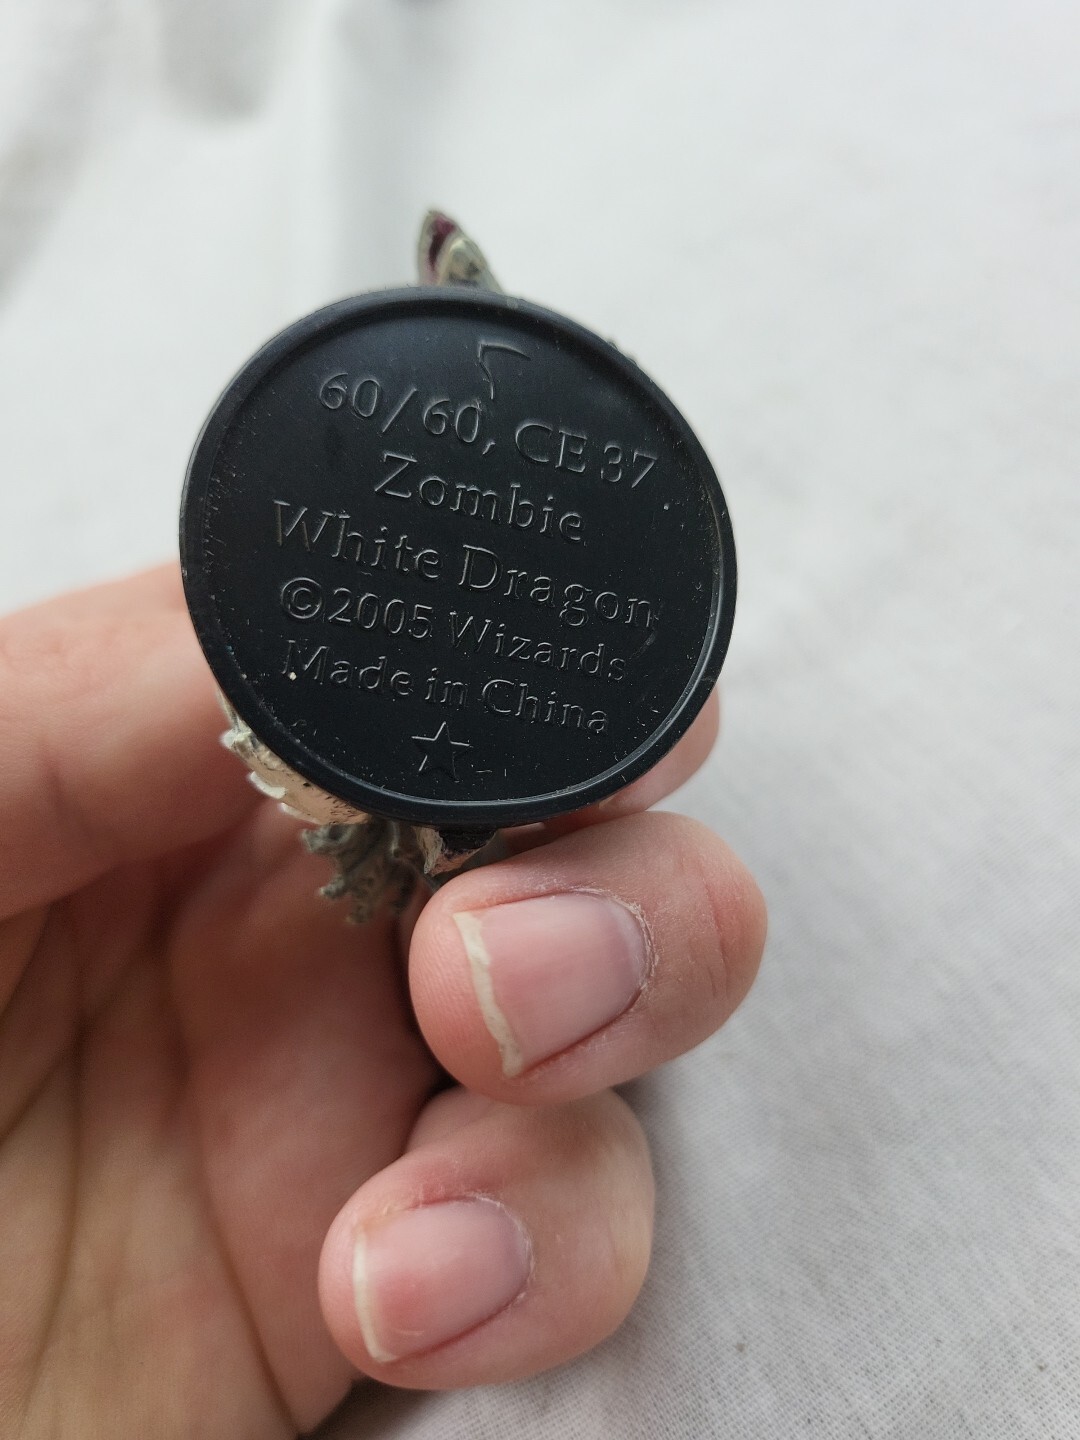 60/60, CE 37
Zombie
White Dragon
©2005 Wizards
Made in China